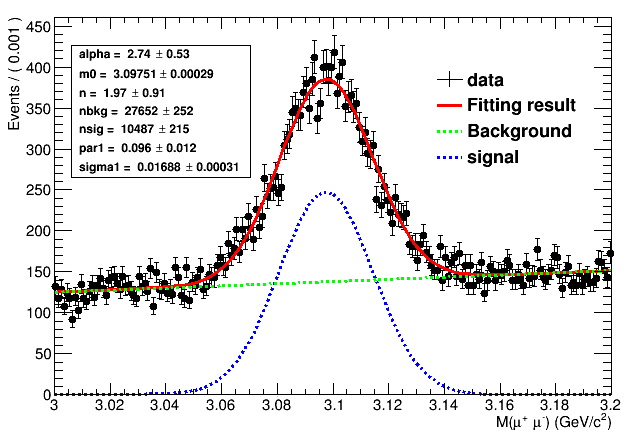 Events / ( 0.001 )
450
400
350
300
250
200
150
100
50
0
alpha = 2.74 ± 0.53
m0 = 3.09751 ± 0.00029
n = 1.97 ± 0.91
nbkg = 27652 ± 252
nsig = 10487 ± 215
par1 = 0.096 ± 0.012
sigma1 = 0.01688 ± 0.00031
data
Fitting result
Background
signal
3 3.02 3.04 3.06 3.08 3.1 3.12 3.14 3.16 3.18 3.2
M(μ⁺ μ⁻) (GeV/c²)